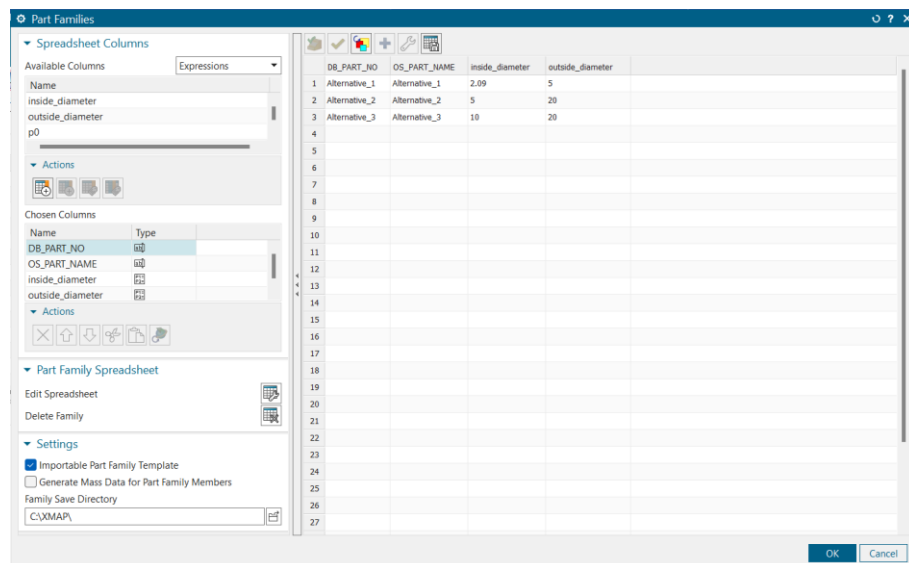 Part Families
Spreadsheet Columns
Available Columns Expressions
Name
inside_diameter
outside_diameter
p0
Actions
Chosen Columns
Name Type
DB_PART_NO
OS_PART_NAME
inside_diameter
outside_diameter
Actions
Part Family Spreadsheet
Edit Spreadsheet
Delete Family
Settings
Importable Part Family Template
Generate Mass Data for Part Family Members
Family Save Directory
C:\XMAP\
DB_PART_NO OS_PART_NAME inside_diameter outside_diameter
1 Alternative_1 Alternative_1 2.09 5
2 Alternative_2 Alternative_2 5 20
3 Alternative_3 Alternative_3 10 20
4
5
6
7
8
9
10
11
12
13
14
15
16
17
18
19
20
21
22
23
24
25
26
27
OK Cancel